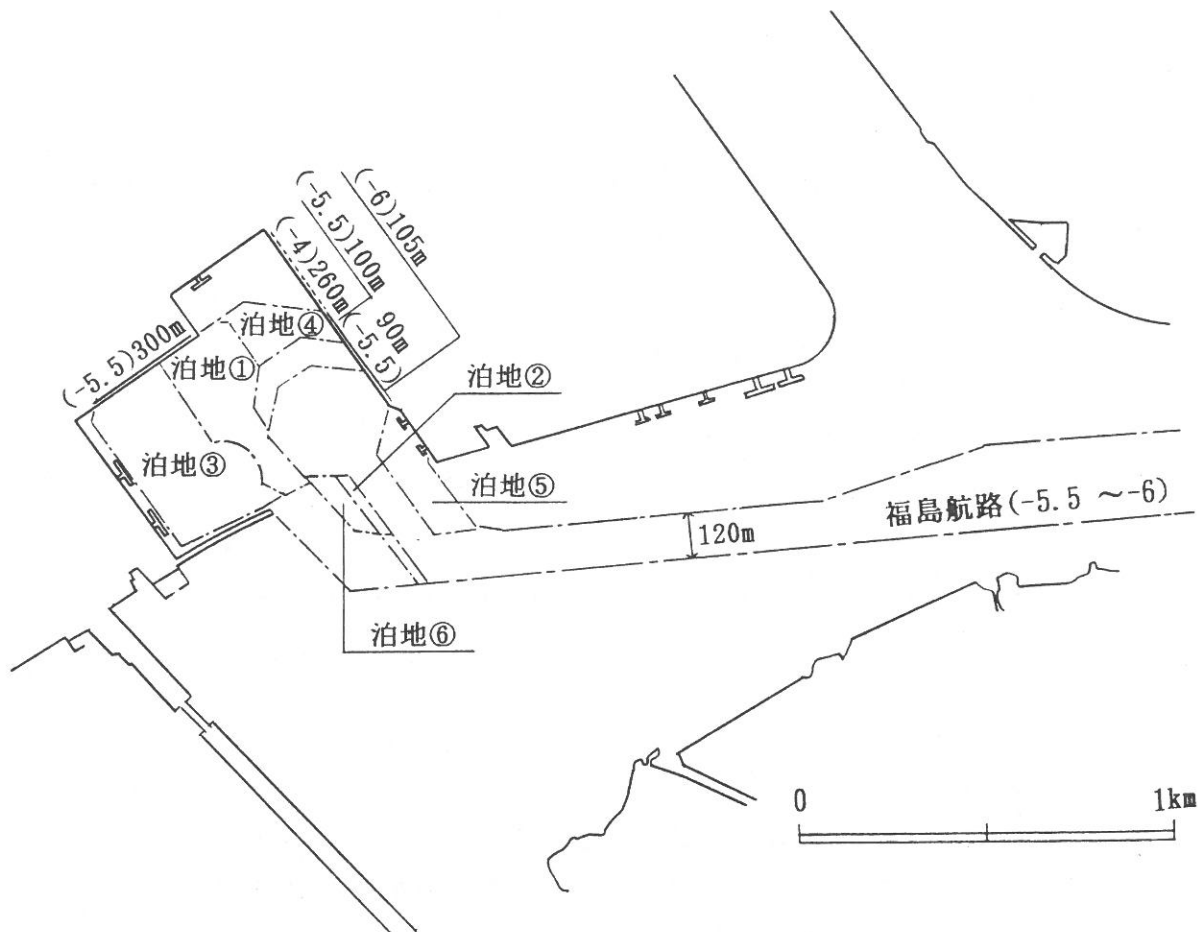 (-6)105m
(-5.5)100m
(-4)260m
90m
(-5.5)
(-5.5)300m
泊地④
泊地①
泊地②
泊地③
泊地⑤
福島航路(-5.5 ~-6)
120m
泊地⑥
0
1km